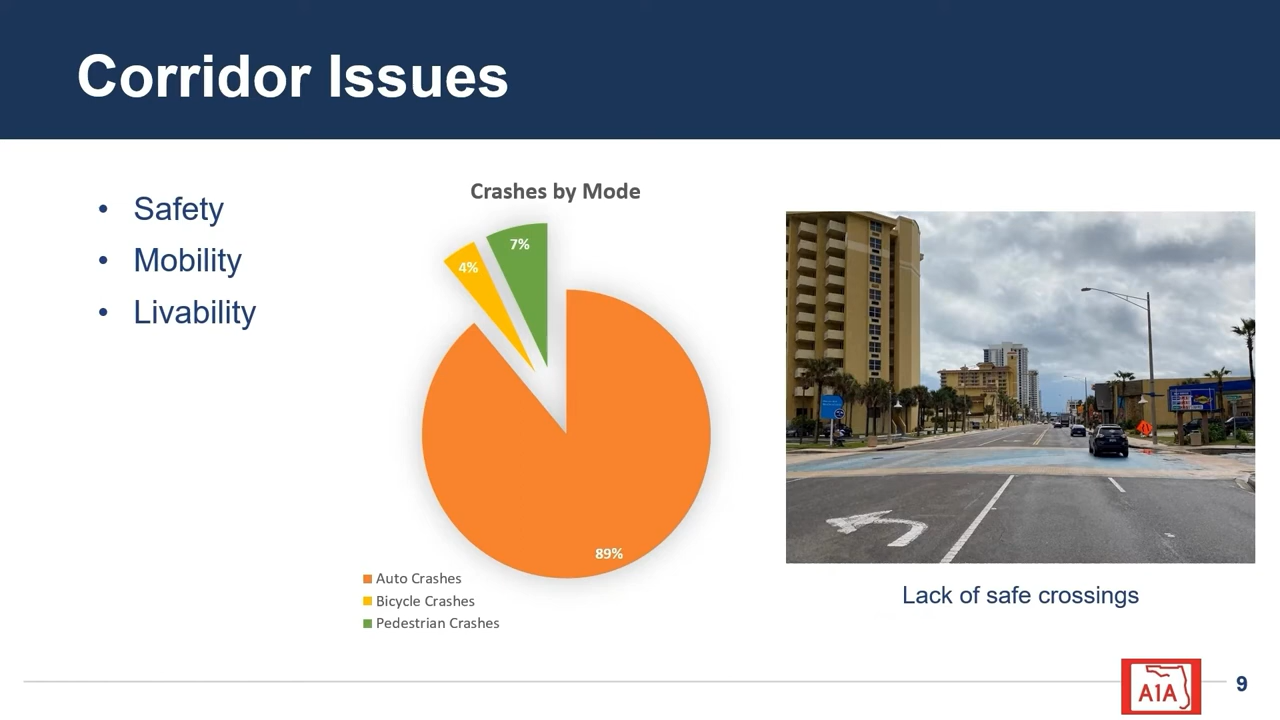 Corridor Issues
• Safety
• Mobility
• Livability
Crashes by Mode
7%
4%
89%
Auto Crashes
Bicycle Crashes
Pedestrian Crashes
Lack of safe crossings
A1A
9